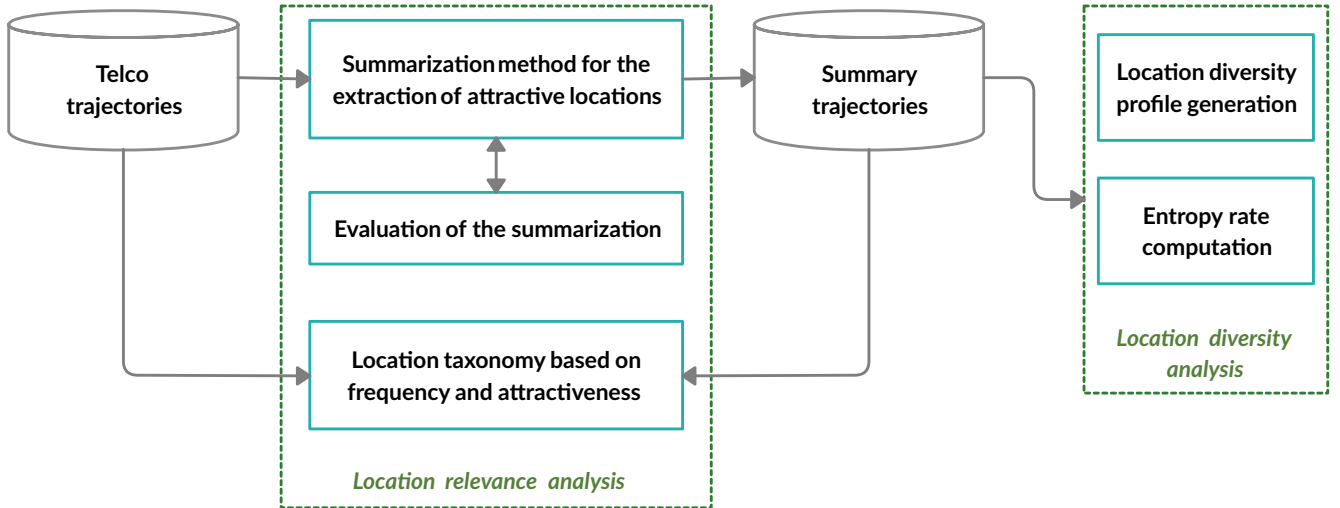 Telco
trajectories
Summarization method for the
extraction of attractive locations
Evaluation of the summarization
Location taxonomy based on
frequency and attractiveness
Location relevance analysis
Summary
trajectories
Location diversity
profile generation
Entropy rate
computation
Location diversity
analysis